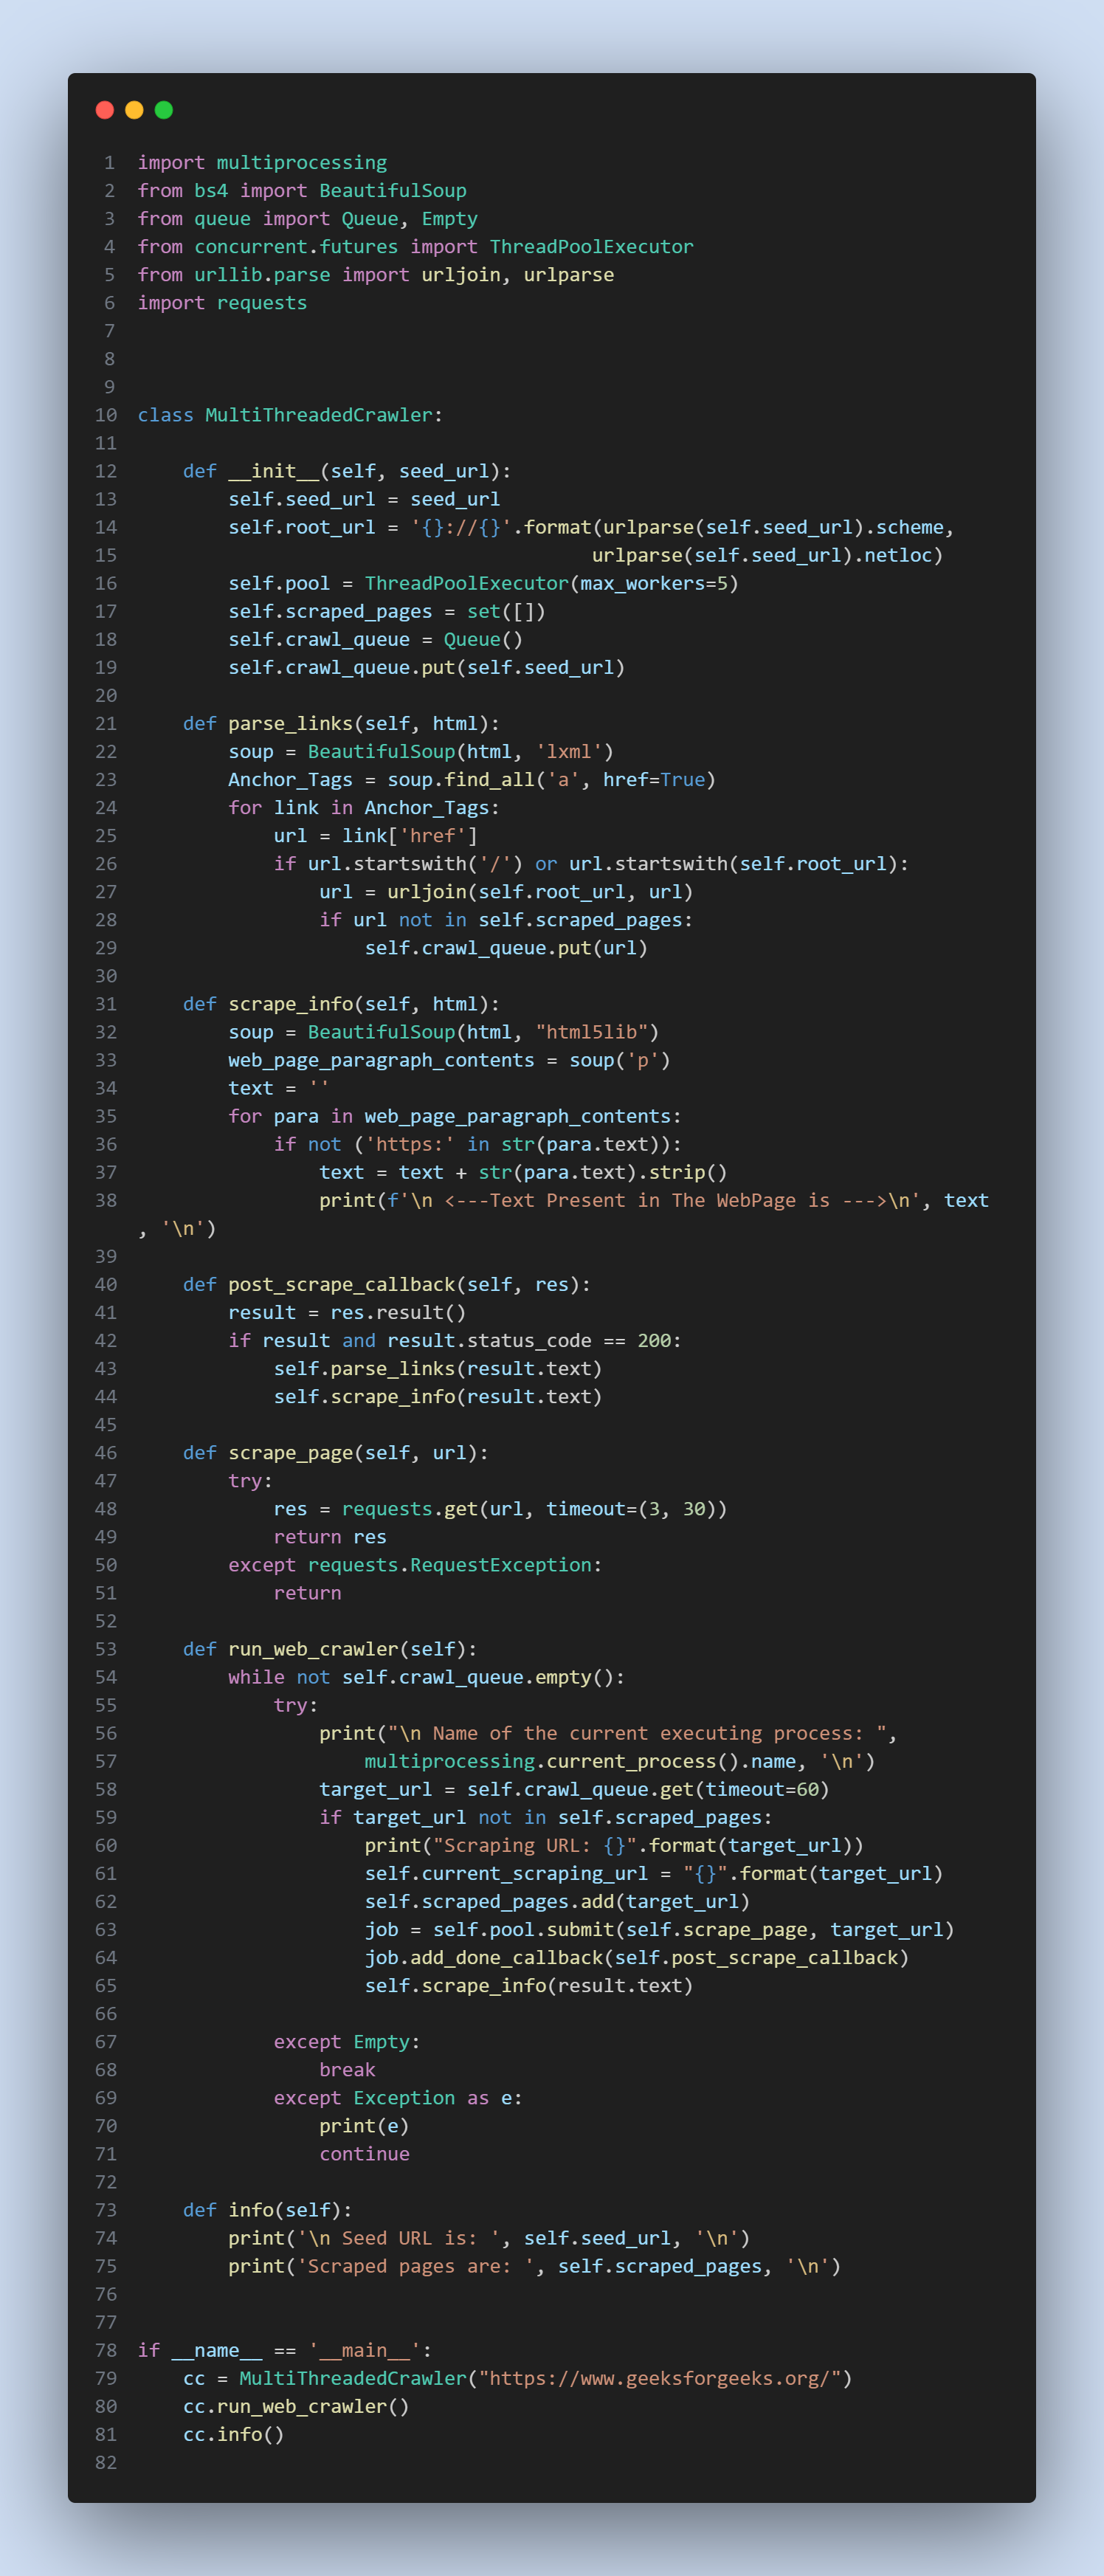 1 import multiprocessing
2 from bs4 import BeautifulSoup
3 from queue import Queue, Empty
4 from concurrent.futures import ThreadPoolExecutor
5 from urllib.parse import urljoin, urlparse
6 import requests
7
8
9
10 class MultiThreadedCrawler:
11
12     def __init__(self, seed_url):
13         self.seed_url = seed_url
14         self.root_url = '{}://{}'.format(urlparse(self.seed_url).scheme,
15                                         urlparse(self.seed_url).netloc)
16         self.pool = ThreadPoolExecutor(max_workers=5)
17         self.scraped_pages = set([])
18         self.crawl_queue = Queue()
19         self.crawl_queue.put(self.seed_url)
20
21     def parse_links(self, html):
22         soup = BeautifulSoup(html, 'lxml')
23         Anchor_Tags = soup.find_all('a', href=True)
24         for link in Anchor_Tags:
25             url = link['href']
26             if url.startswith('/') or url.startswith(self.root_url):
27                 url = urljoin(self.root_url, url)
28                 if url not in self.scraped_pages:
29                     self.crawl_queue.put(url)
30
31     def scrape_info(self, html):
32         soup = BeautifulSoup(html, "html5lib")
33         web_page_paragraph_contents = soup('p')
34         text = ''
35         for para in web_page_paragraph_contents:
36             if not ('https:' in str(para.text)):
37                 text = text + str(para.text).strip()
38                 print(f'\n <---Text Present in The WebPage is --->\n', text
, '\n')
39
40     def post_scrape_callback(self, res):
41         result = res.result()
42         if result and result.status_code == 200:
43             self.parse_links(result.text)
44             self.scrape_info(result.text)
45
46     def scrape_page(self, url):
47         try:
48             res = requests.get(url, timeout=(3, 30))
49             return res
50         except requests.RequestException:
51             return
52
53     def run_web_crawler(self):
54         while not self.crawl_queue.empty():
55             try:
56                 print("\n Name of the current executing process: ",
57                     multiprocessing.current_process().name, '\n')
58                 target_url = self.crawl_queue.get(timeout=60)
59                 if target_url not in self.scraped_pages:
60                     print("Scraping URL: {}".format(target_url))
61                     self.current_scraping_url = "{}".format(target_url)
62                     self.scraped_pages.add(target_url)
63                     job = self.pool.submit(self.scrape_page, target_url)
64                     job.add_done_callback(self.post_scrape_callback)
65                     self.scrape_info(result.text)
66
67             except Empty:
68                 break
69             except Exception as e:
70                 print(e)
71                 continue
72
73     def info(self):
74         print('\n Seed URL is: ', self.seed_url, '\n')
75         print('Scraped pages are: ', self.scraped_pages, '\n')
76
77
78 if __name__ == '__main__':
79     cc = MultiThreadedCrawler("https://www.geeksforgeeks.org/")
80     cc.run_web_crawler()
81     cc.info()
82